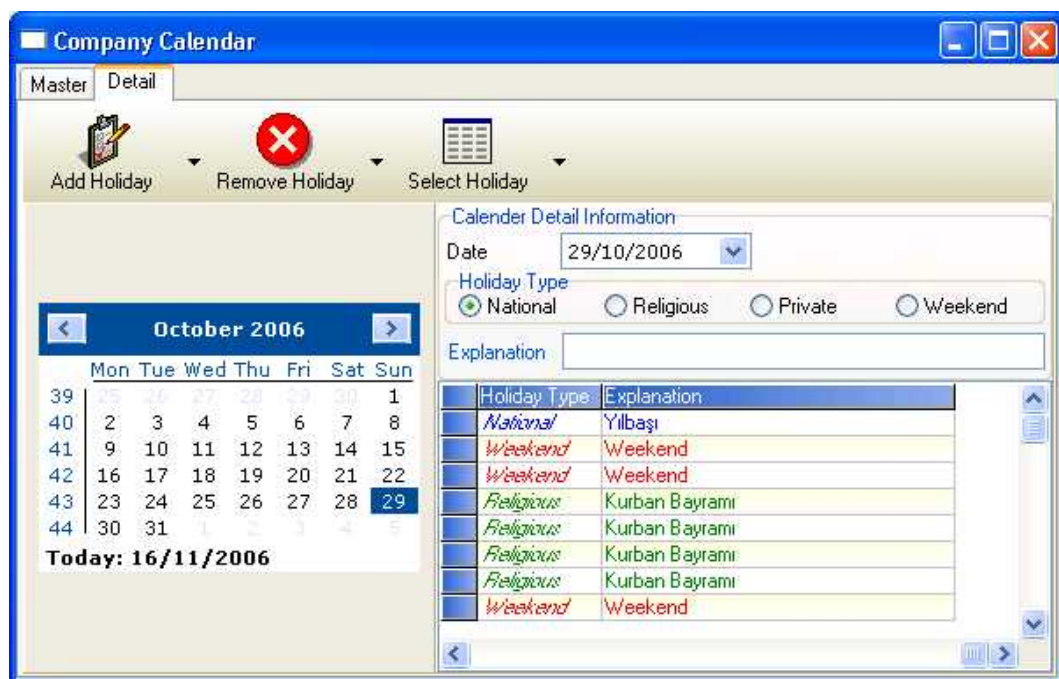 Company Calendar
Master Detail
Add Holiday Remove Holiday Select Holiday
Calender Detail Information
Date 29/10/2006
Holiday Type
National Religious Private Weekend
Explanation
October 2006
Mon Tue Wed Thu Fri Sat Sun
39 25 26 27 28 29 30 1
40 2 3 4 5 6 7 8
41 9 10 11 12 13 14 15
42 16 17 18 19 20 21 22
43 23 24 25 26 27 28 29
44 30 31 1 2 3 4 5
Today: 16/11/2006
Holiday Type Explanation
National Yılbaşı
Weekend Weekend
Weekend Weekend
Religious Kurban Bayramı
Religious Kurban Bayramı
Religious Kurban Bayramı
Religious Kurban Bayramı
Weekend Weekend